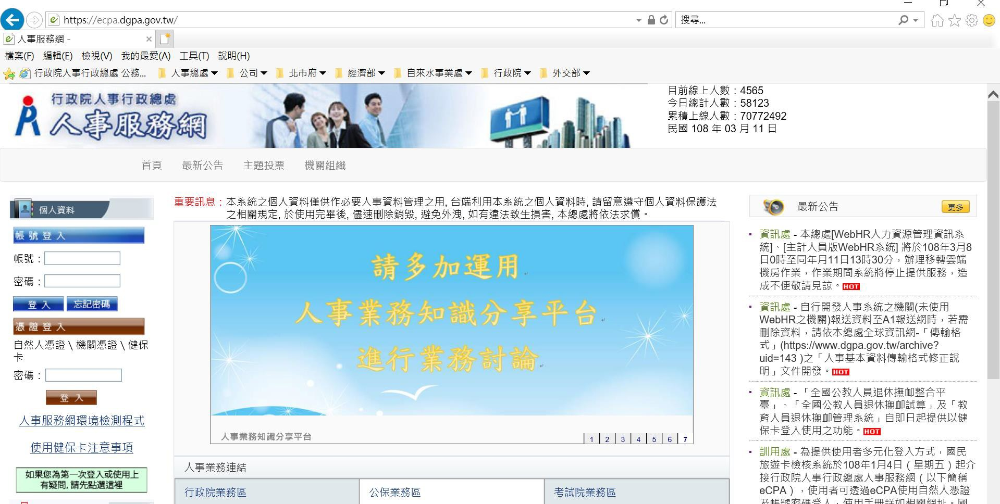 https://ecpa.dgpa.gov.tw/
搜尋...
人事服務網 -
檔案(F) 編輯(E) 檢視(V) 我的最愛(A) 工具(T) 說明(H)
行政院人事行政總處 公務... 人事總處 公司 北市府 經濟部 自來水事業處 行政院 外交部
行政院人事行政總處
人事服務網
目前線上人數：4565
今日總計人數：58123
累積上線人數：70772492
民國 108 年 03 月 11 日
首頁 最新公告 主題投票 機關組織
個人資料
帳號登入
帳號：
密碼：
登入 忘記密碼
憑證登入
自然人憑證 \ 機關憑證 \ 健保
卡
密碼：
登入
人事服務網環境檢測程式
使用健保卡注意事項
如果您為第一次登入或使用上
有疑問, 請先點選這裡
重要訊息：本系統之個人資料僅供作必要人事資料管理之用, 台端利用本系統之個人資料時, 請留意遵守個人資料保護法
之相關規定, 於使用完畢後, 儘速刪除銷毀, 避免外洩, 如有違法致生損害, 本總處將依法求償。
請多加運用
人事業務知識分享平台
進行業務討論
人事業務知識分享平台
1 2 3 4 5 6 7
人事業務連結
行政院業務區 公保業務區 考試院業務區
最新公告 更多
資訊處 - 本總處[WebHR人力資源管理資訊系
統]、[主計人員版WebHR系統] 將於108年3月8
日0時至同年月11日13時30分，辦理移轉雲端
機房作業，作業期間系統將停止提供服務，造
成不便敬請見諒。HOT
資訊處 - 自行開發人事系統之機關(未使用
WebHR之機關)報送資料至A1報送網時，若需
刪除資料，請依本總處全球資訊網-「傳輸格
式」(https://www.dgpa.gov.tw/archive?
uid=143 )之「人事基本資料傳輸格式修正說
明」文件開發。HOT
資訊處 - 「全國公教人員退休撫卹整合平
臺」、「全國公教人員退休撫卹試算」及「教
育人員退休撫卹管理系統」自即日起提供以健
保卡登入使用之功能。HOT
訓用處 - 為提供使用者多元化登入方式，國民
旅遊卡檢核系統於108年1月4日（星期五）起介
接行政院人事行政總處人事服務網（以下簡稱
eCPA），使用者可透過eCPA使用自然人憑證
及帳號密碼登入，使用手冊詳如相關網址。國